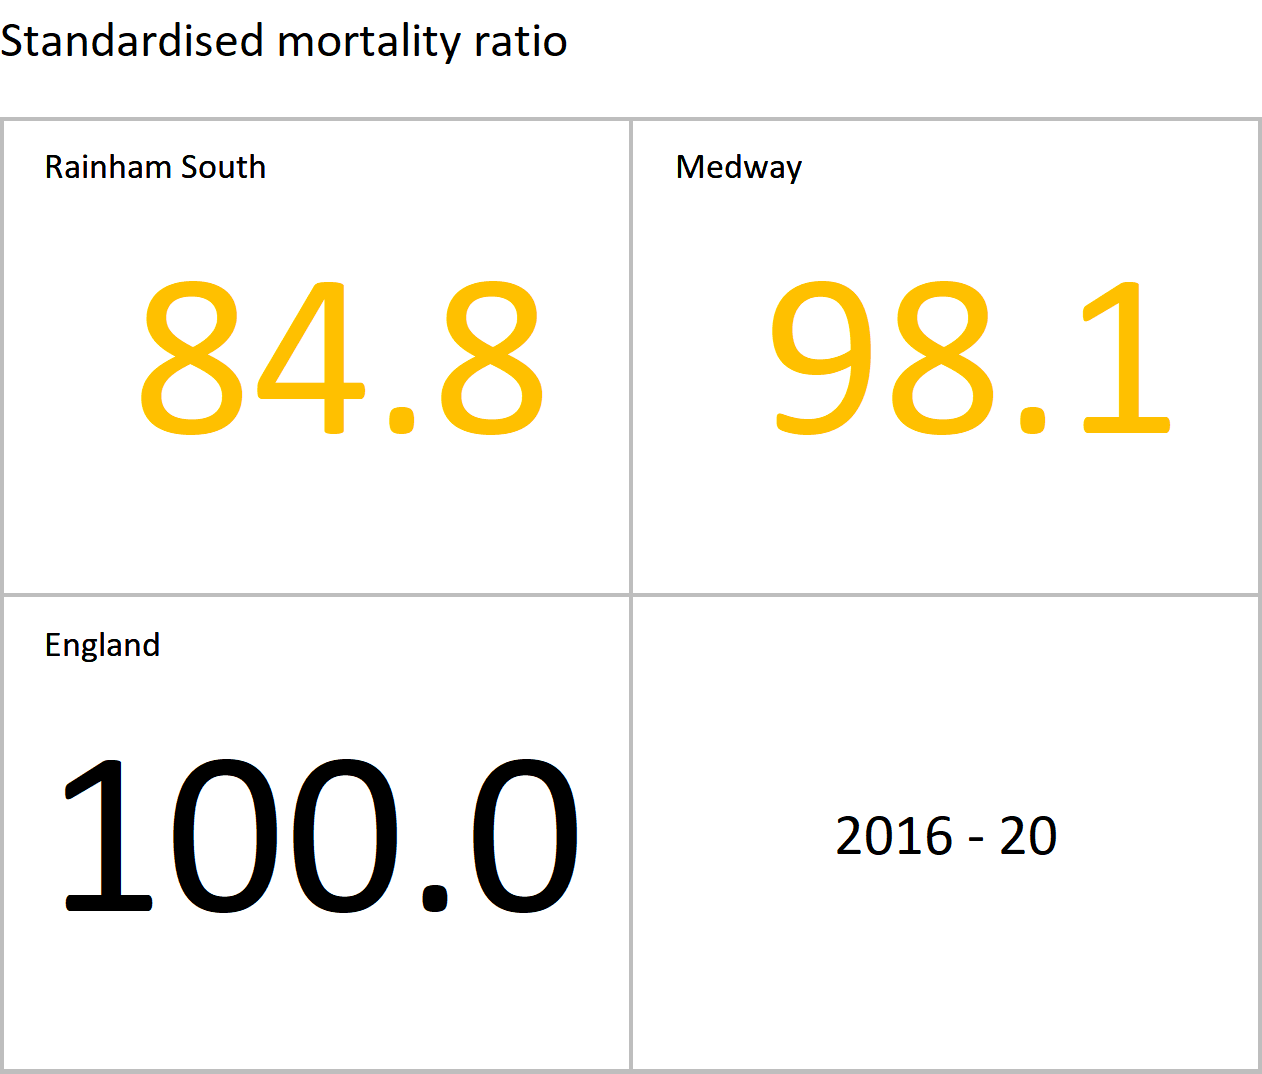 Standardised mortality ratio
Rainham South
84.8
Medway
98.1
England
100.0
2016 - 20